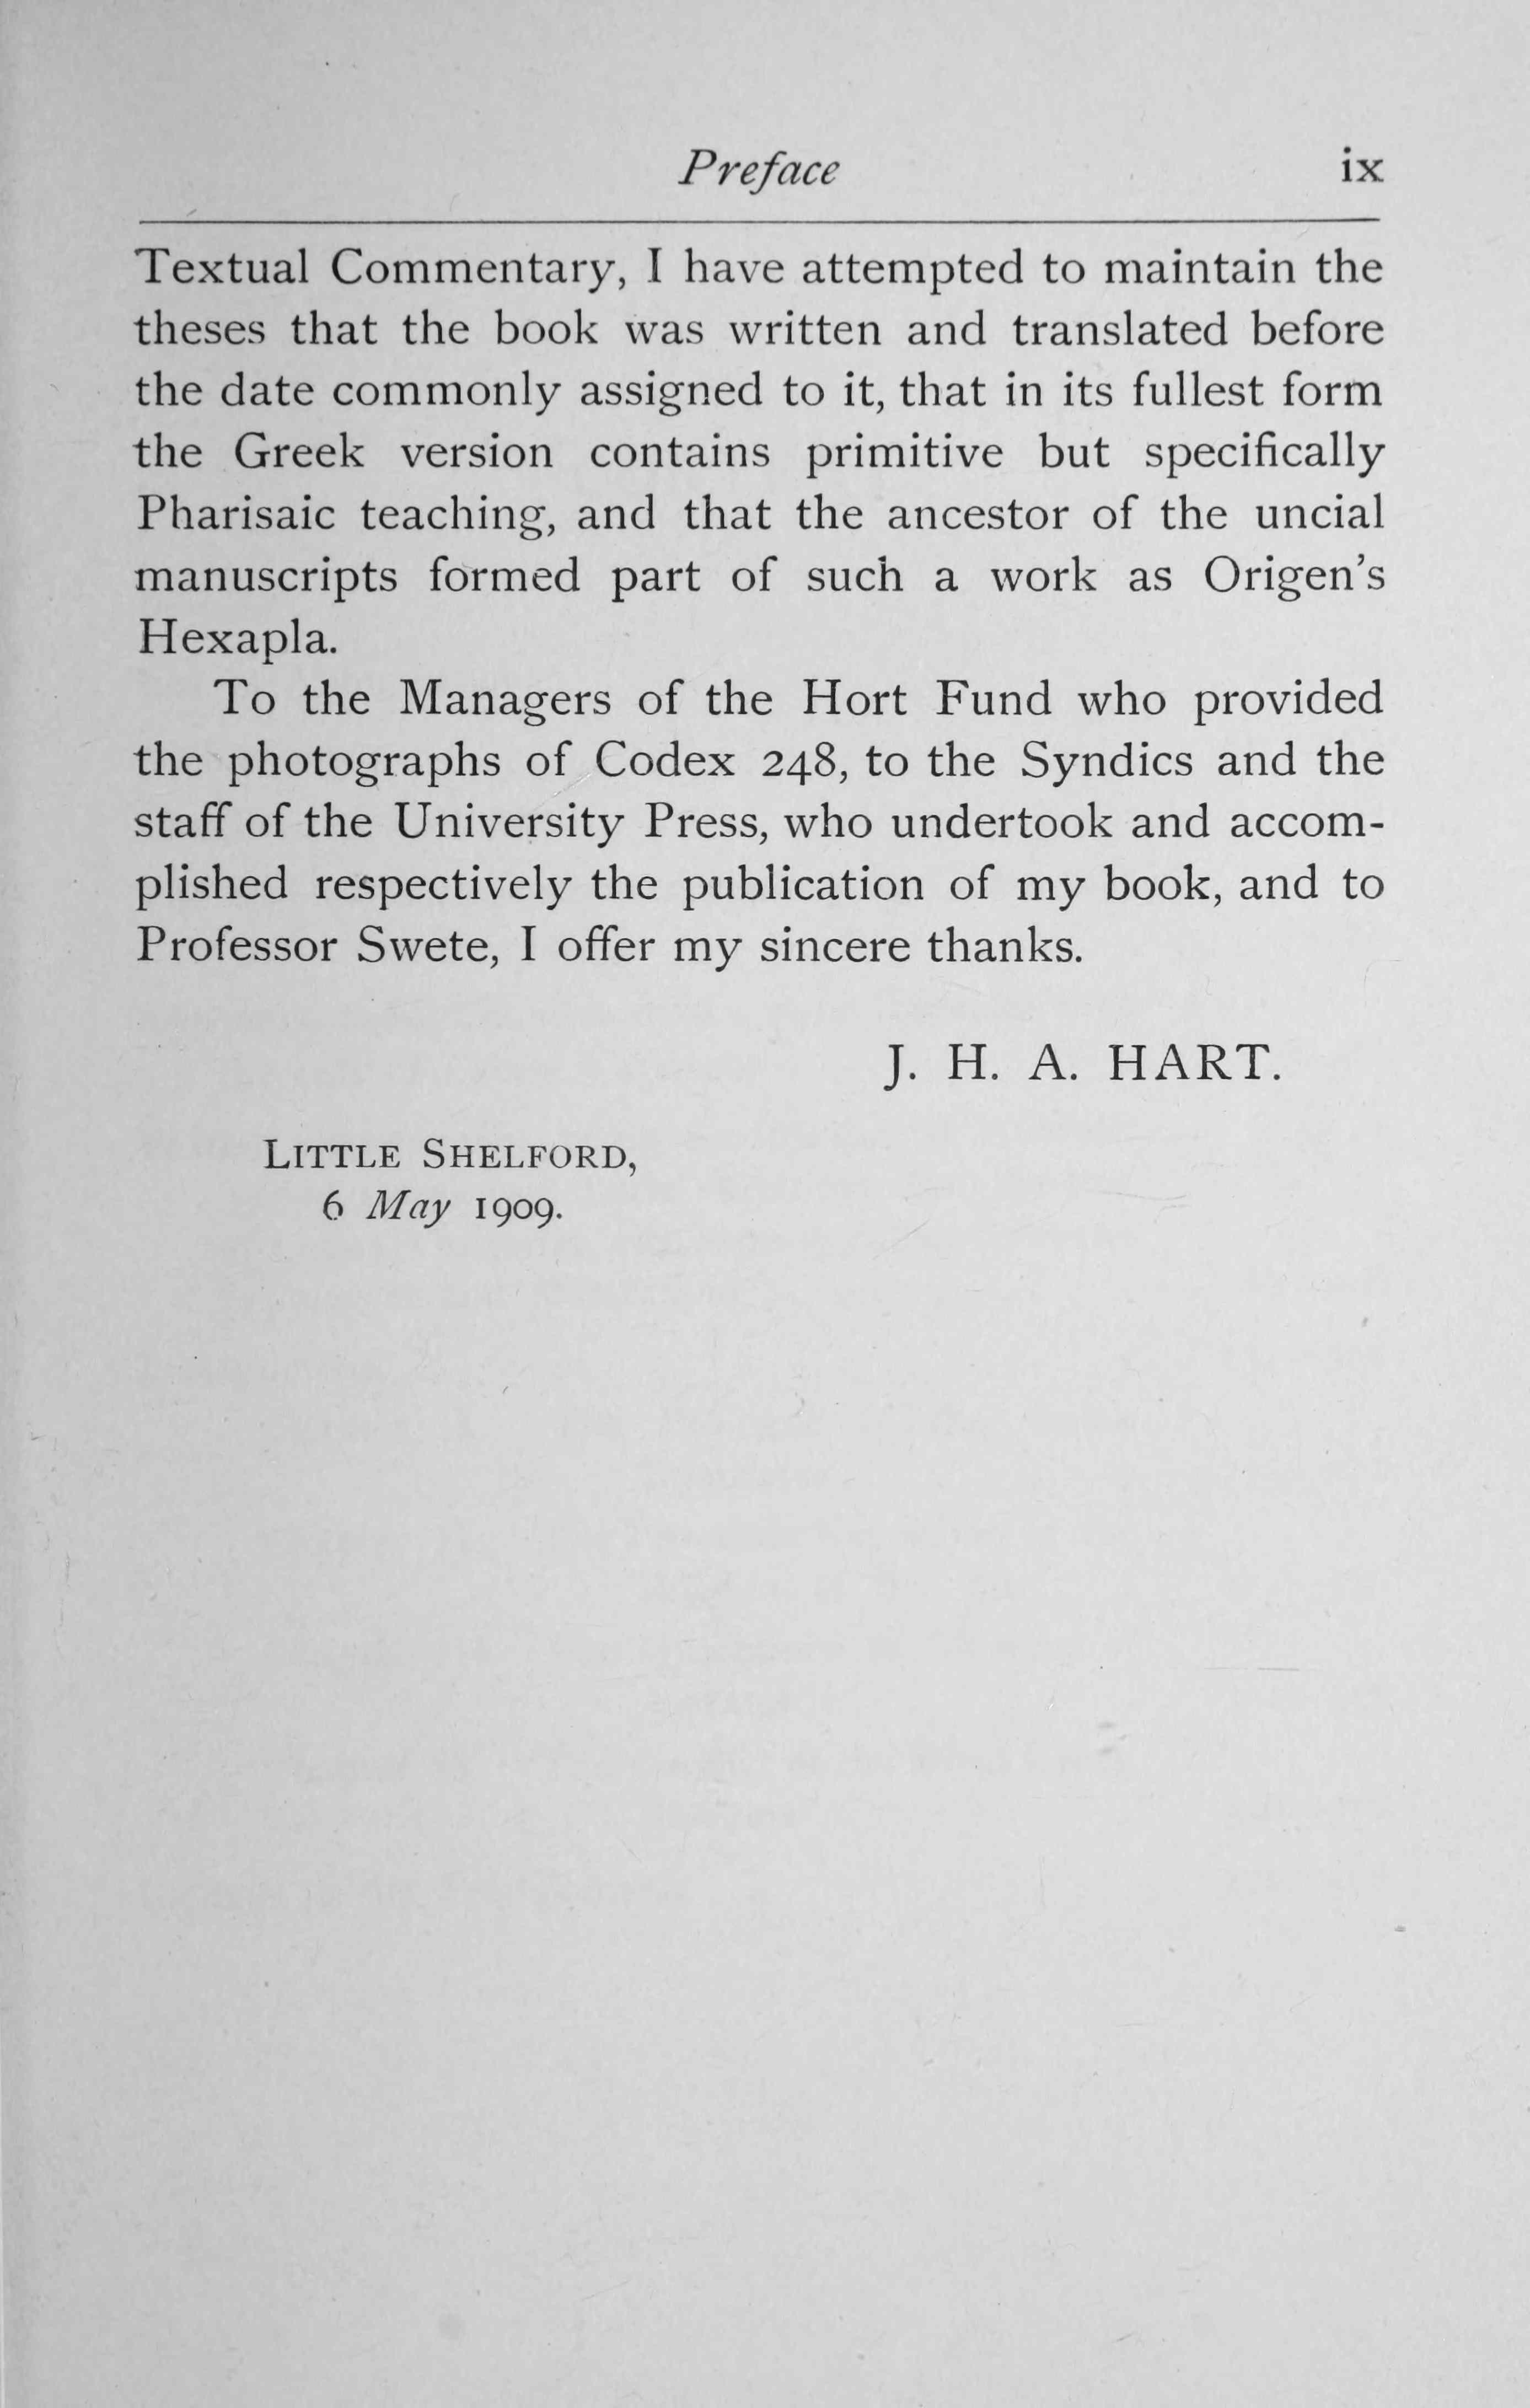 Preface ix
Textual Commentary, I have attempted to maintain the
theses that the book was written and translated before
the date commonly assigned to it, that in its fullest form
the Greek version contains primitive but specifically
Pharisaic teaching, and that the ancestor of the uncial
manuscripts formed part of such a work as Origen's
Hexapla.
To the Managers of the Hort Fund who provided
the photographs of Codex 248, to the Syndics and the
staff of the University Press, who undertook and accom-
plished respectively the publication of my book, and to
Professor Swete, I offer my sincere thanks.
J. H. A. HART.
LITTLE SHELFORD,
6 May 1909.